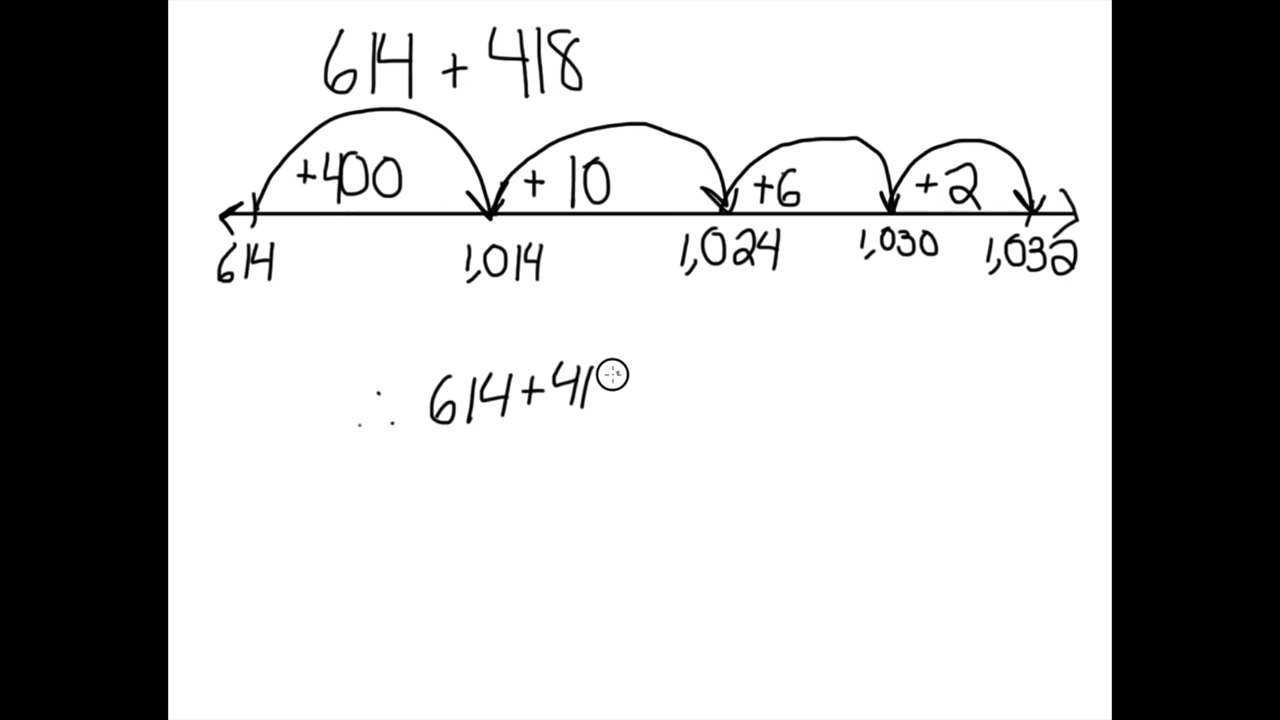 614 + 418
+400 + 10 +6 +2
614 1,014 1,024 1,030 1,032
∴ 614+41